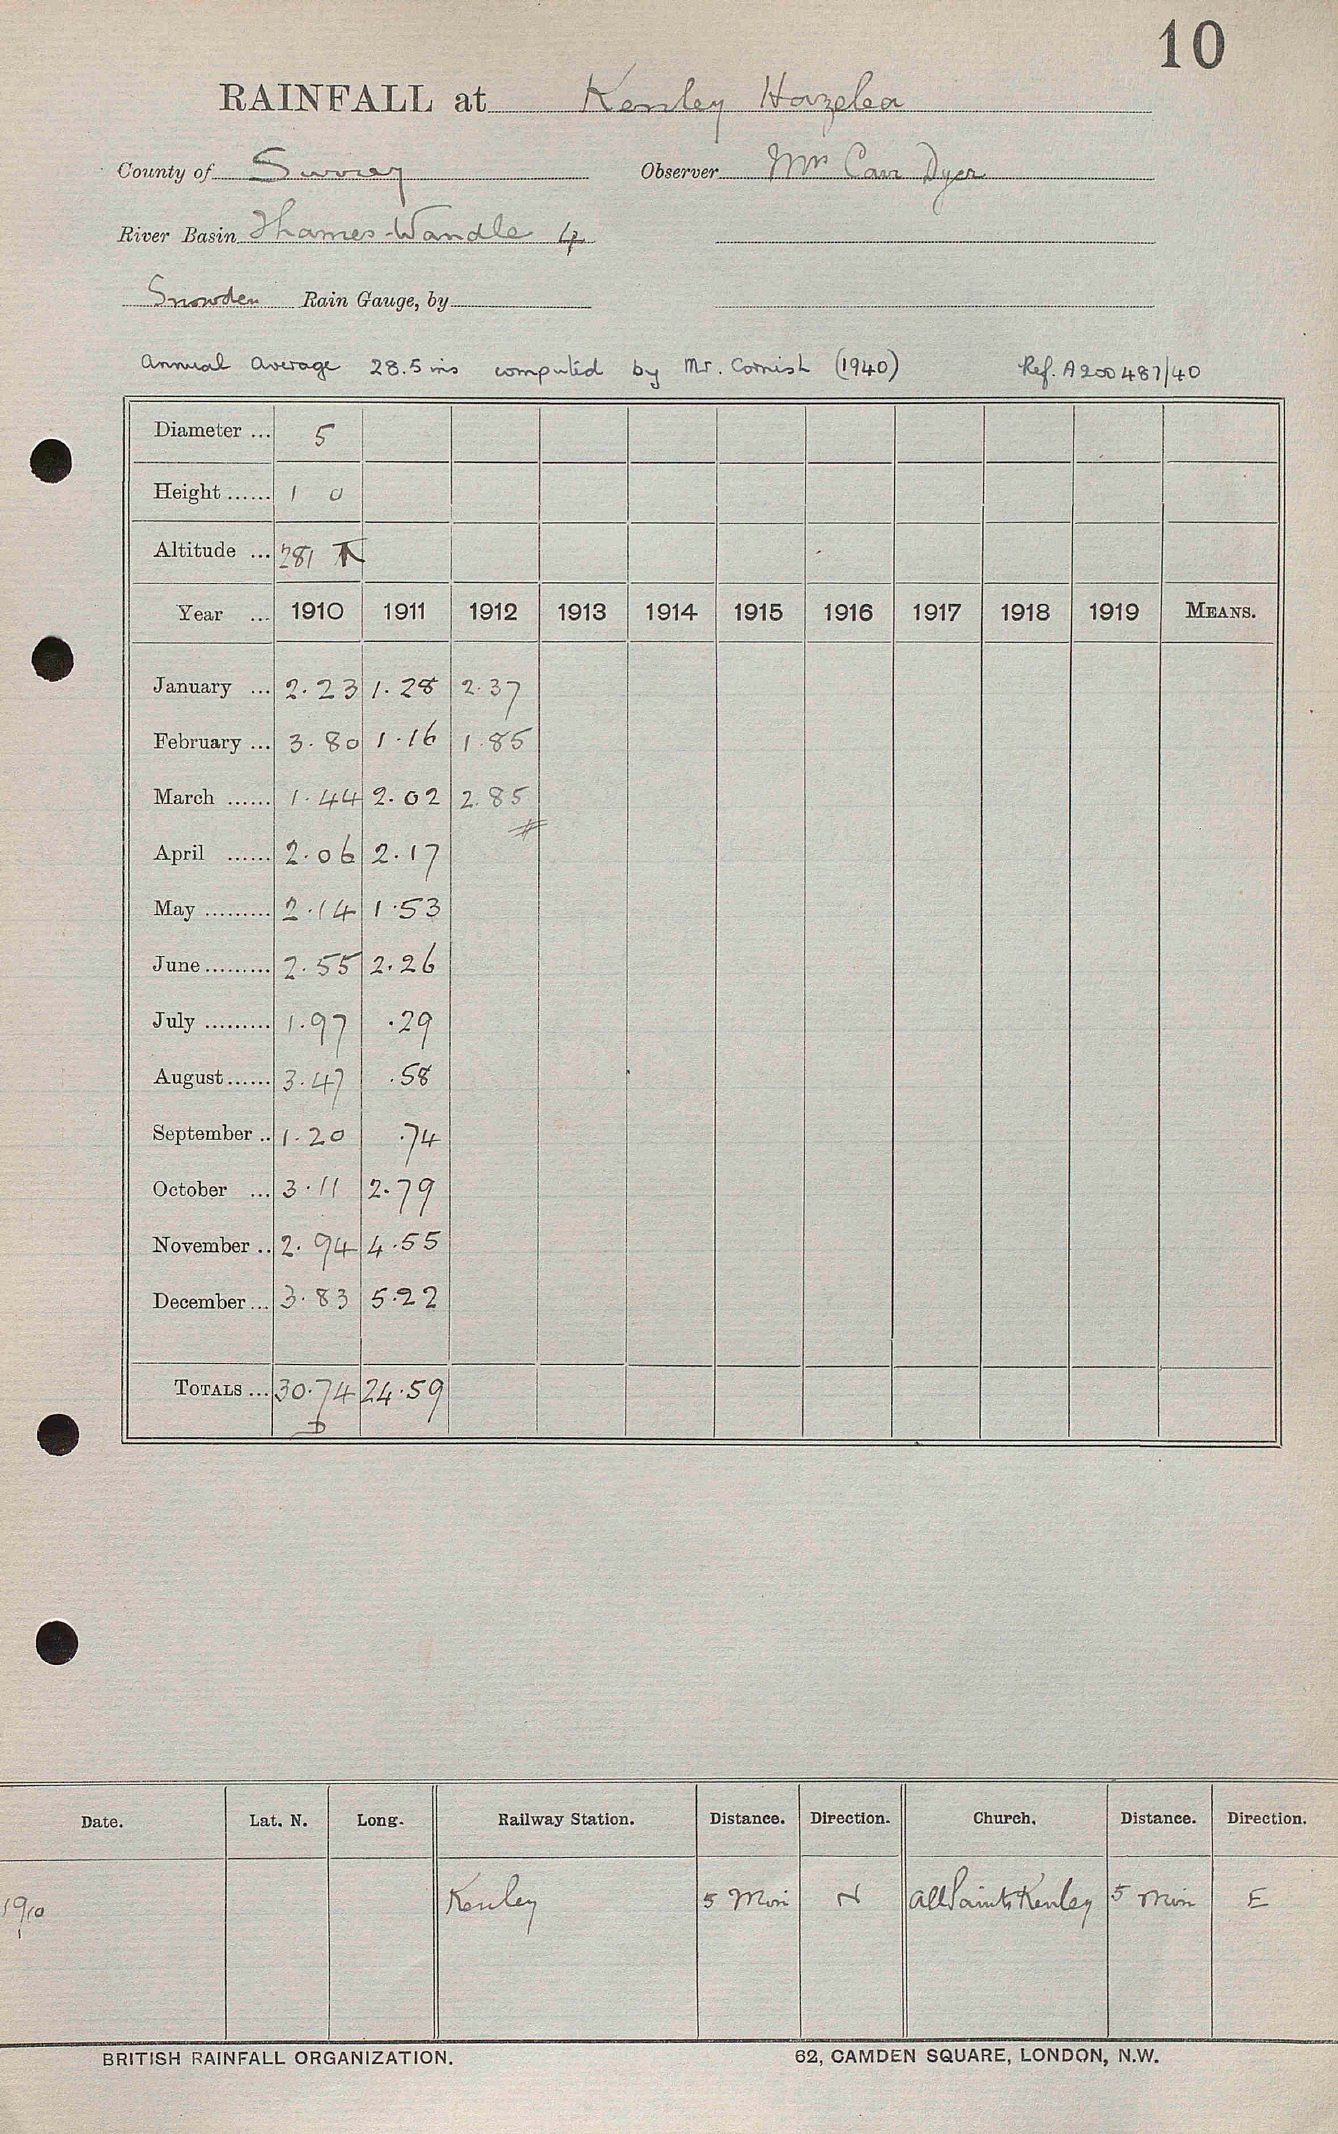 10
RAINFALL at Kenley Hazelea
County of Surrey Observer Mrs Carr Dyer
River Basin Thames-Wandle 4
Snowden Rain Gauge, by
Annual Average 28.5 ins computed by Mr. Cornish (1940) Ref. A200487/40
Diameter ... 5
Height ...... 1 0
Altitude ... 281 T
Year ... 1910 1911 1912 1913 1914 1915 1916 1917 1918 1919 MEANS.
January ... 2.23 1.28 2.37
February ... 3.80 1.16 1.85
March ...... 1.44 2.02 2.85
April ...... 2.06 2.17
May ......... 2.14 1.53
June ......... 2.55 2.26
July ......... 1.97 .29
August ...... 3.47 .58
September .. 1.20 .74
October ... 3.11 2.79
November .. 2.94 4.55
December ... 3.83 5.22
TOTALS ... 30.74 24.59
D
Date. Lat. N. Long. Railway Station. Distance. Direction. Church. Distance. Direction.
1910 Kenley 5 Min N All Saints Kenley 5 Min E
BRITISH RAINFALL ORGANIZATION. 62, CAMDEN SQUARE, LONDON, N.W.